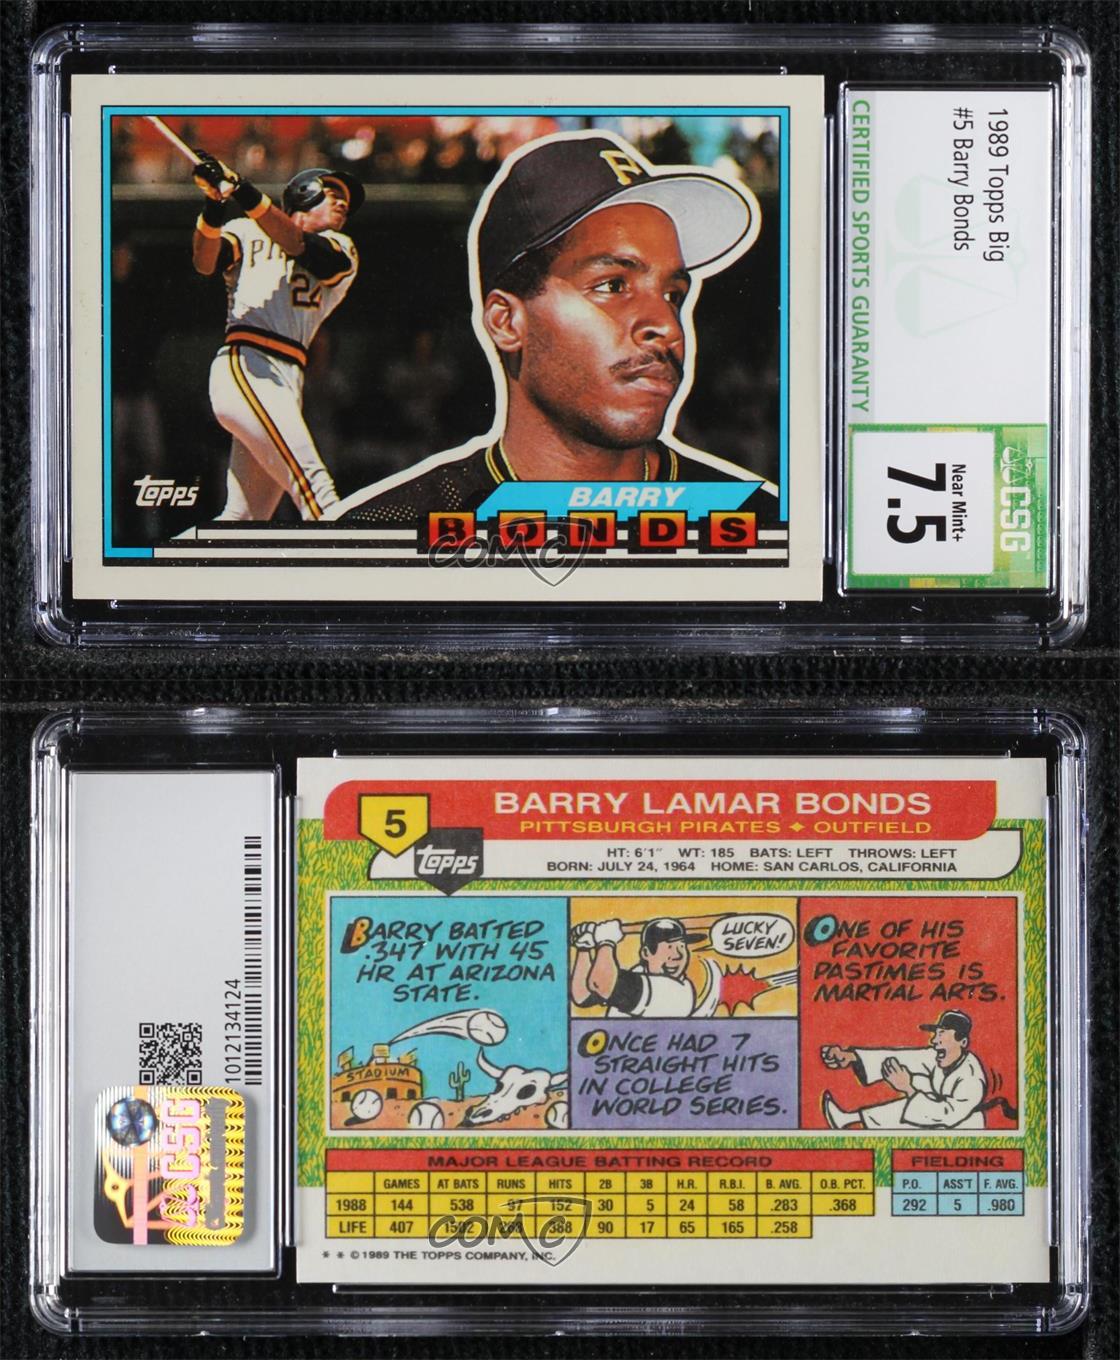 PI
24
P
TOPPS
BARRY
BONDS
COMC
1989 Topps Big
#5 Barry Bonds
CERTIFIED SPORTS GUARANTY
CSG
Near Mint+
7.5
1012134124
CSG
5
BARRY LAMAR BONDS
PITTSBURGH PIRATES ◆ OUTFIELD
TOPPS
HT: 6'1" WT: 185 BATS: LEFT THROWS: LEFT
BORN: JULY 24, 1964 HOME: SAN CARLOS, CALIFORNIA
BARRY BATTED
.347 WITH 45
HR AT ARIZONA
STATE.
STADIUM
LUCKY
SEVEN!
ONCE HAD 7
STRAIGHT HITS
IN COLLEGE
WORLD SERIES.
ONE OF HIS
FAVORITE
PASTIMES IS
MARTIAL ARTS.
MAJOR LEAGUE BATTING RECORD
GAMES AT BATS RUNS HITS 2B 3B H.R. R.B.I. B. AVG. O.B. PCT.
1988 144 538 97 152 30 5 24 58 .283 .368
LIFE 407 388 90 17 65 165 .258
FIELDING
P.O. ASS'T F. AVG.
292 5 .980
* * © 1989 THE TOPPS COMPANY, INC.
COMC